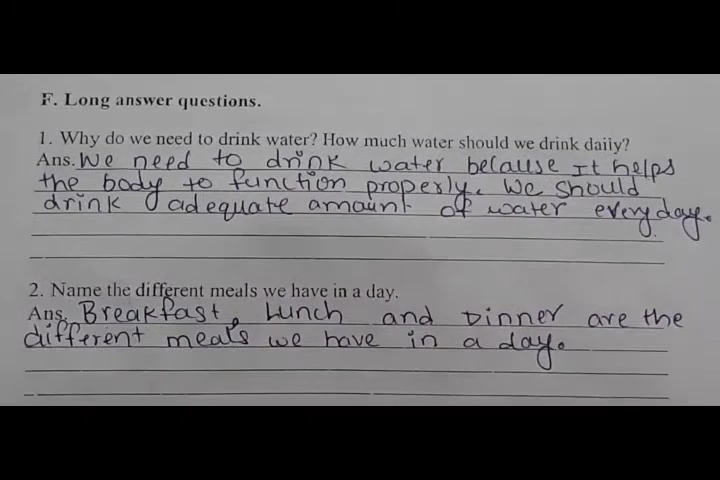 F. Long answer questions.
1. Why do we need to drink water? How much water should we drink daily?
Ans. We need to drink water because It helps
the body to function properly. We should
drink adequate amount of water every day.
2. Name the different meals we have in a day.
Ans. Breakfast, Lunch and Dinner are the
different meals we have in a day.